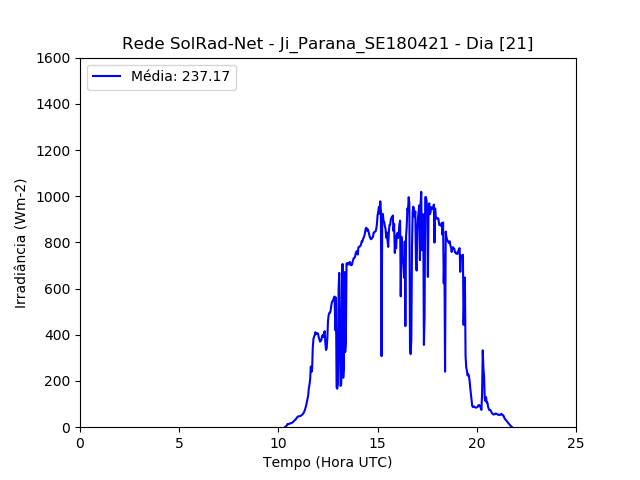 Rede SolRad-Net - Ji_Parana_SE180421 - Dia [21]
Média: 237.17
1600
1400
1200
1000
800
600
400
200
0
Irradiância (Wm-2)
0 5 10 15 20 25
Tempo (Hora UTC)